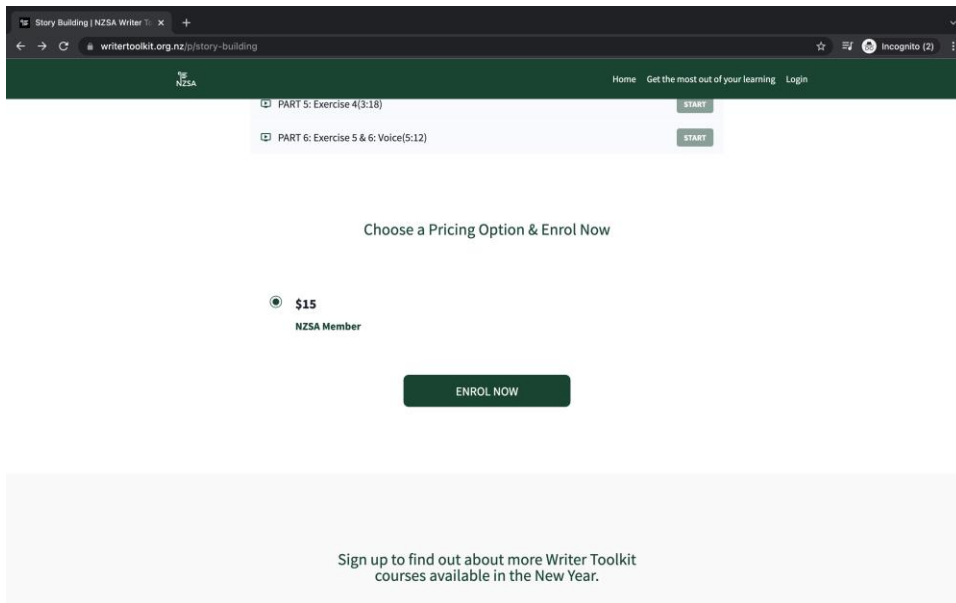 Story Building | NZSA Writer T
writertoolkit.org.nz/p/story-building
Incognito (2)
NZSA
Home Get the most out of your learning Login
PART 5: Exercise 4(3:18) START
PART 6: Exercise 5 & 6: Voice(5:12) START
Choose a Pricing Option & Enrol Now
$15
NZSA Member
ENROL NOW
Sign up to find out about more Writer Toolkit
courses available in the New Year.